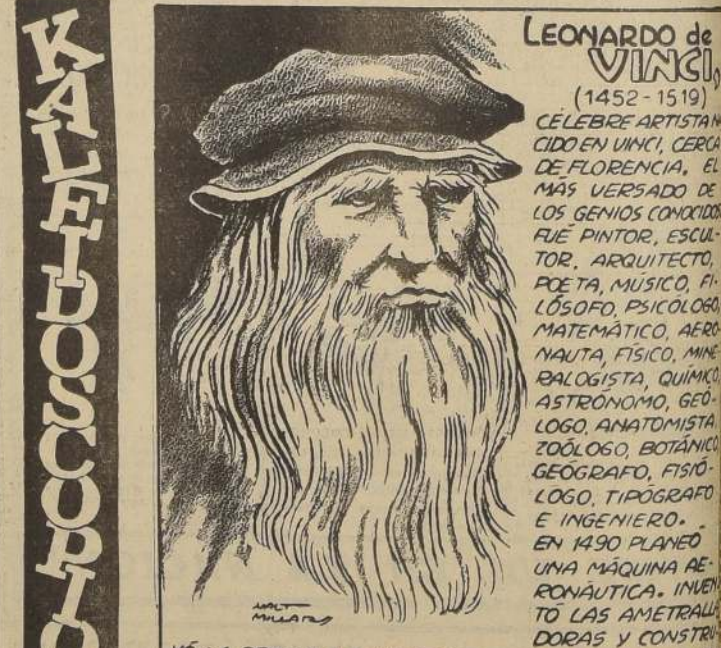 KALEIDOSCOPIO
LEONARDO de
VINCI,
(1452-1519)
CÉLEBRE ARTISTA N
CIDO EN VINCI, CERCA
DE FLORENCIA. EL
MÁS VERSADO DE
LOS GENIOS CONOCIDOS
FUÉ PINTOR, ESCUL-
TOR, ARQUITECTO,
POETA, MÚSICO, FI-
LÓSOFO, PSICÓLOGO,
MATEMÁTICO, AERO
NAUTA, FÍSICO, MINE
RALOGISTA, QUÍMICO,
ASTRÓNOMO, GEÓ-
LOGO, ANATOMISTA,
ZOÓLOGO, BOTÁNICO
GEÓGRAFO, FISIÓ-
LOGO, TIPÓGRAFO
E INGENIERO.
EN 1490 PLANEÓ
UNA MÁQUINA AE-
RONÁUTICA. INVEN
TÓ LAS AMETRALLA
DORAS Y CONSTRU-
WALT